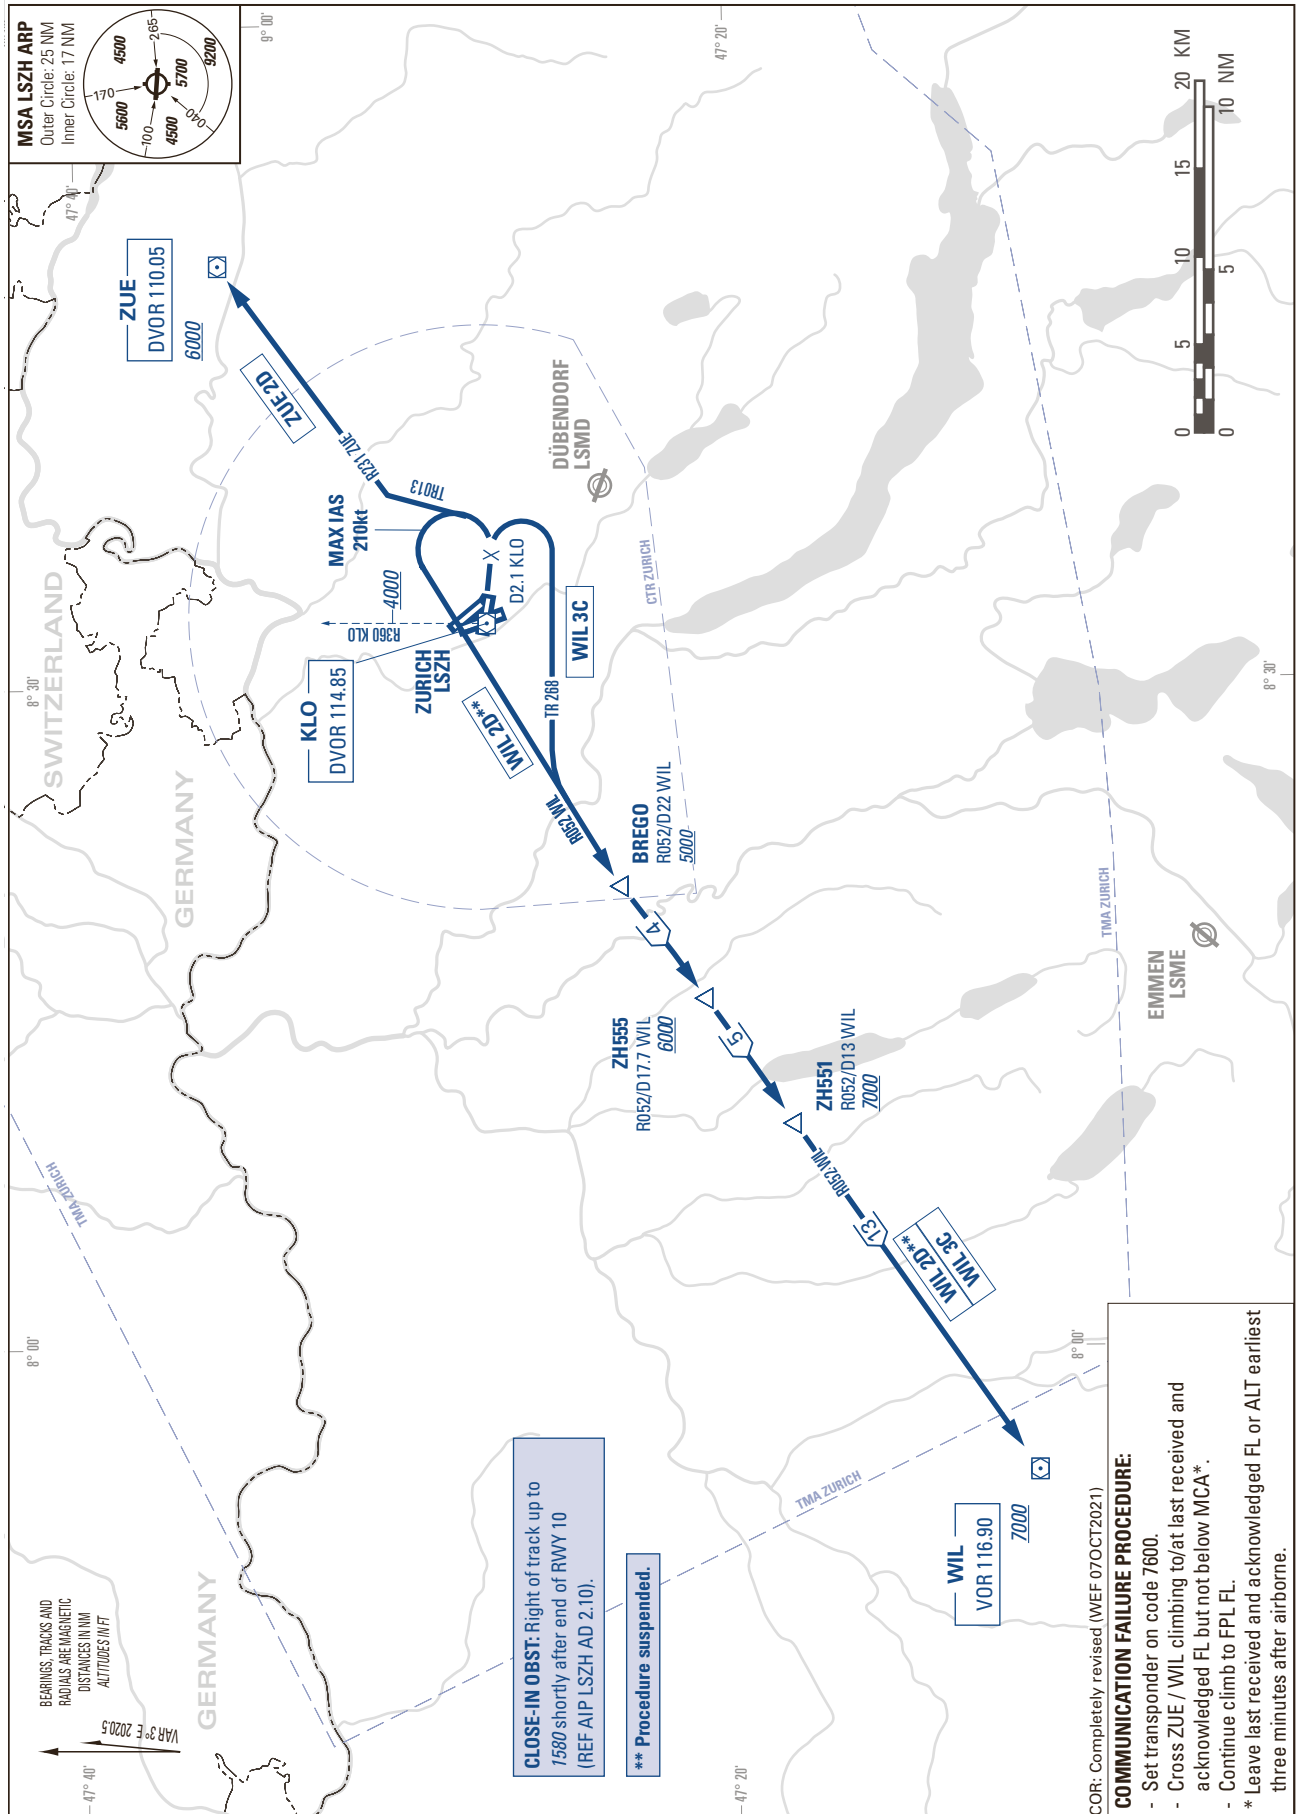 MSA LSZH ARP
Outer Circle: 25 NM
Inner Circle: 17 NM
170
4500
265
5600
5700
9200
100
4500
040
9° 00'
47° 40'
47° 20'
ZUE
DVOR 110.05
6000
ZUE 2D
R231 ZUE
TR013
MAX IAS
210kt
DÜBENDORF
LSMD
D2.1 KLO
4000
R360 KLO
KLO
DVOR 114.85
ZURICH
LSZH
WIL 2D**
WIL 3C
TR 268
CTR ZURICH
8° 30'
SWITZERLAND
GERMANY
8° 30'
R052 WIL
BREGO
R052/D22 WIL
5000
4
ZH555
R052/D17.7 WIL
6000
5
ZH551
R052/D13 WIL
7000
TMA ZURICH
EMMEN
LSME
R052 WIL
13
WIL 2D**
WIL 3C
TMA ZURICH
8° 00'
8° 00'
TMA ZURICH
WIL
VOR 116.90
7000
0 5 10 15 20 KM
0 5 10 NM
CLOSE-IN OBST: Right of track up to
1580 shortly after end of RWY 10
(REF AIP LSZH AD 2.10).
** Procedure suspended.
BEARINGS, TRACKS AND
RADIALS ARE MAGNETIC
DISTANCES IN NM
ALTITUDES IN FT
VAR 3° E 2020.5
GERMANY
47° 40'
47° 20'
COR: Completely revised (WEF 07OCT2021)
COMMUNICATION FAILURE PROCEDURE:
- Set transponder on code 7600.
- Cross ZUE / WIL climbing to/at last received and
acknowledged FL but not below MCA*.
- Continue climb to FPL FL.
* Leave last received and acknowledged FL or ALT earliest
three minutes after airborne.